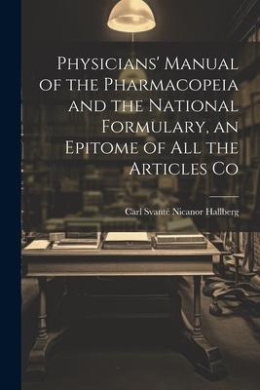 Physicians' Manual
of the Pharmacopeia
and the National
Formulary, an
Epitome of All the
Articles Co
Carl Svanté Nicanor Hallberg